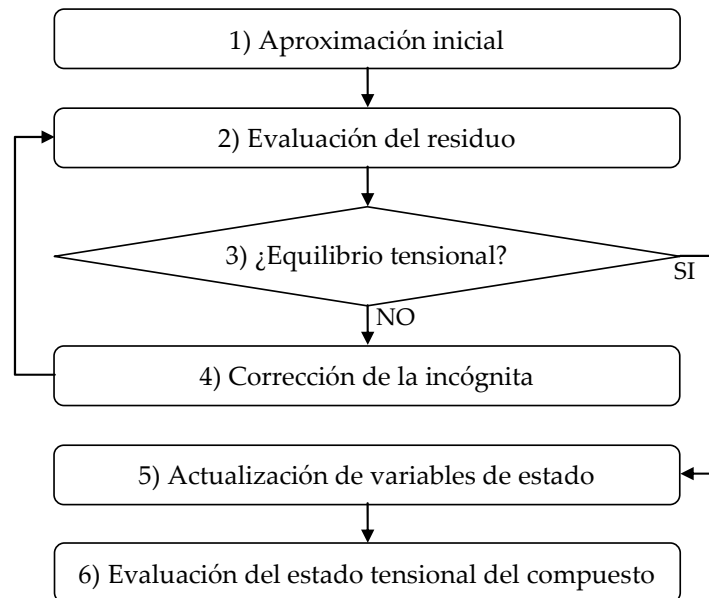 1) Aproximación inicial
2) Evaluación del residuo
3) ¿Equilibrio tensional?
SI
NO
4) Corrección de la incógnita
5) Actualización de variables de estado
6) Evaluación del estado tensional del compuesto